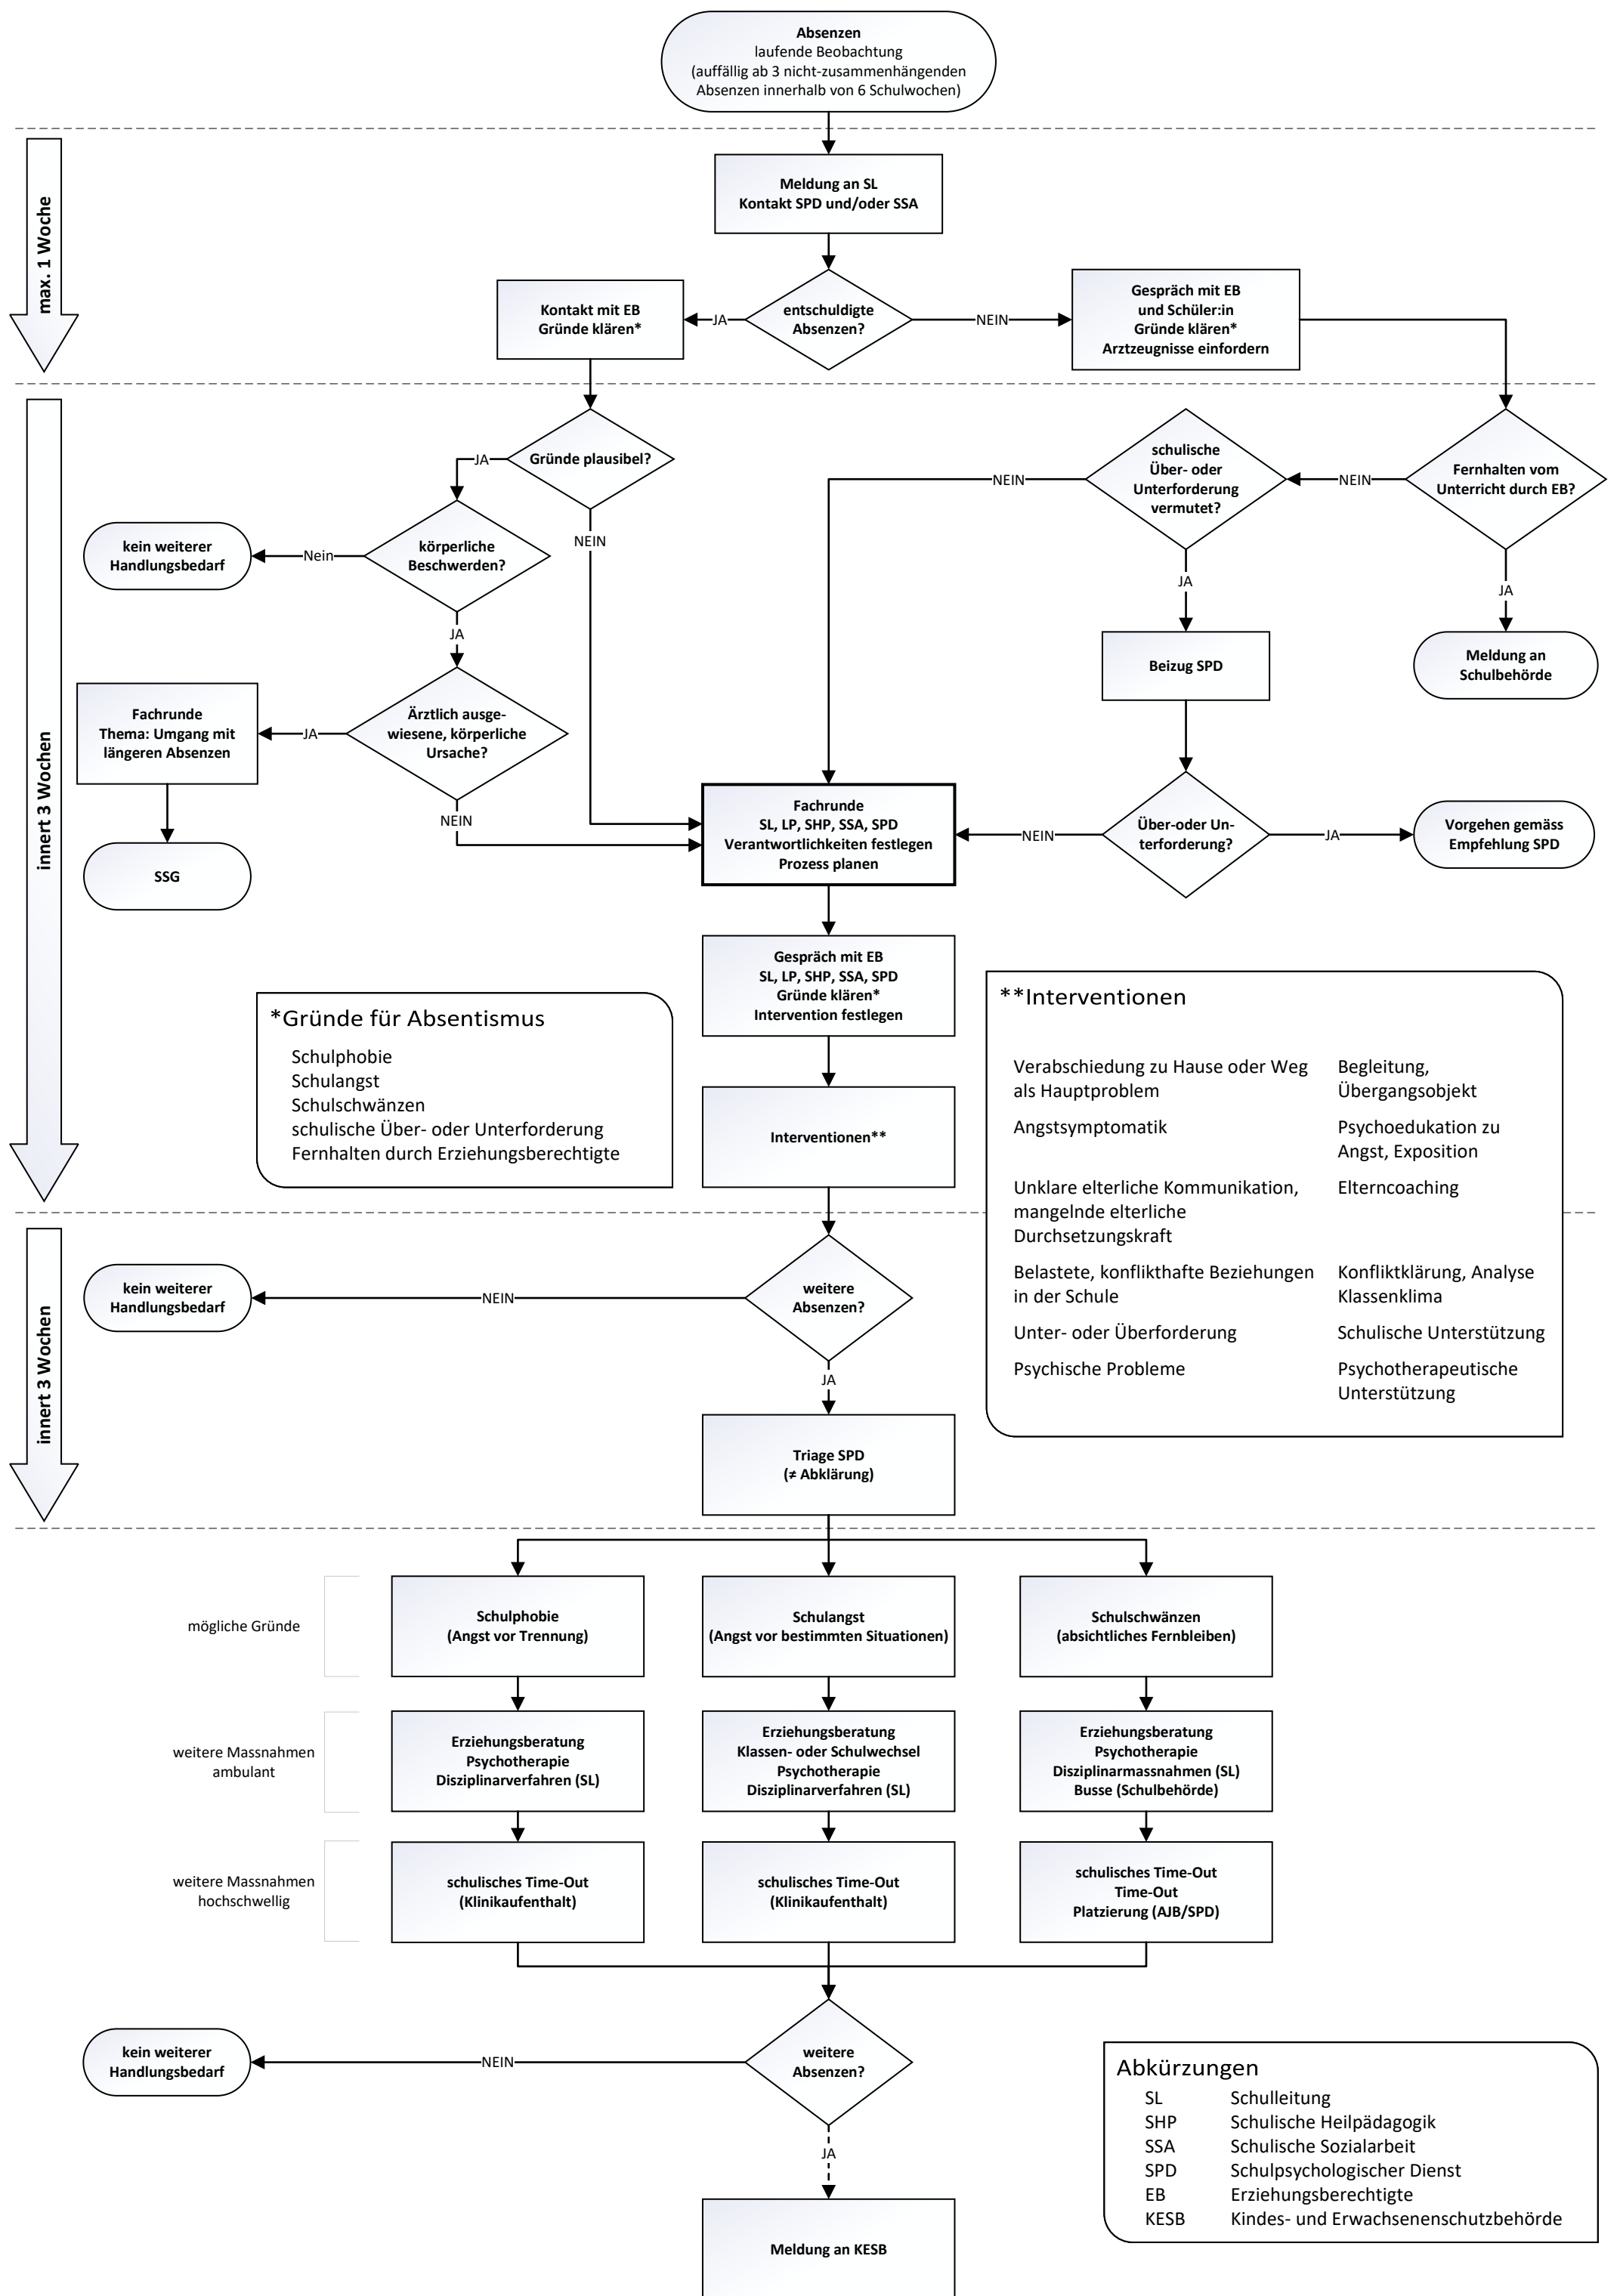 Absenzen
laufende Beobachtung
(auffällig ab 3 nicht-zusammenhängenden
Absenzen innerhalb von 6 Schulwochen)
max. 1 Woche
Meldung an SL
Kontakt SPD und/oder SSA
entschuldigte
Absenzen?
JA
NEIN
Kontakt mit EB
Gründe klären*
Gespräch mit EB
und Schüler:in
Gründe klären*
Arztzeugnisse einfordern
innert 3 Wochen
Gründe plausibel?
JA
NEIN
körperliche
Beschwerden?
Nein
kein weiterer
Handlungsbedarf
JA
Ärztlich ausge-
wiesene, körperliche
Ursache?
JA
Fachrunde
Thema: Umgang mit
längeren Absenzen
SSG
NEIN
Fernhalten vom
Unterricht durch EB?
NEIN
JA
Meldung an
Schulbehörde
schulische
Über- oder
Unterforderung
vermutet?
NEIN
JA
Beizug SPD
Über-oder Un-
terforderung?
NEIN
JA
Vorgehen gemäss
Empfehlung SPD
Fachrunde
SL, LP, SHP, SSA, SPD
Verantwortlichkeiten festlegen
Prozess planen
Gespräch mit EB
SL, LP, SHP, SSA, SPD
Gründe klären*
Intervention festlegen
Interventionen**
*Gründe für Absentismus
Schulphobie
Schulangst
Schulschwänzen
schulische Über- oder Unterforderung
Fernhalten durch Erziehungsberechtigte
**Interventionen
Verabschiedung zu Hause oder Weg
als Hauptproblem
Begleitung,
Übergangsobjekt
Angstsymptomatik
Psychoedukation zu
Angst, Exposition
Unklare elterliche Kommunikation,
mangelnde elterliche
Durchsetzungskraft
Elterncoaching
Belastete, konflikthafte Beziehungen
in der Schule
Konfliktklärung, Analyse
Klassenklima
Unter- oder Überforderung
Schulische Unterstützung
Psychische Probleme
Psychotherapeutische
Unterstützung
innert 3 Wochen
weitere
Absenzen?
NEIN
kein weiterer
Handlungsbedarf
JA
Triage SPD
(≠ Abklärung)
mögliche Gründe
Schulphobie
(Angst vor Trennung)
Schulangst
(Angst vor bestimmten Situationen)
Schulschwänzen
(absichtliches Fernbleiben)
weitere Massnahmen
ambulant
Erziehungsberatung
Psychotherapie
Disziplinarverfahren (SL)
Erziehungsberatung
Klassen- oder Schulwechsel
Psychotherapie
Disziplinarverfahren (SL)
Erziehungsberatung
Psychotherapie
Disziplinarmassnahmen (SL)
Busse (Schulbehörde)
weitere Massnahmen
hochschwellig
schulisches Time-Out
(Klinikaufenthalt)
schulisches Time-Out
(Klinikaufenthalt)
schulisches Time-Out
Time-Out
Platzierung (AJB/SPD)
weitere
Absenzen?
NEIN
kein weiterer
Handlungsbedarf
JA
Meldung an KESB
Abkürzungen
SL Schulleitung
SHP Schulische Heilpädagogik
SSA Schulische Sozialarbeit
SPD Schulpsychologischer Dienst
EB Erziehungsberechtigte
KESB Kindes- und Erwachsenenschutzbehörde